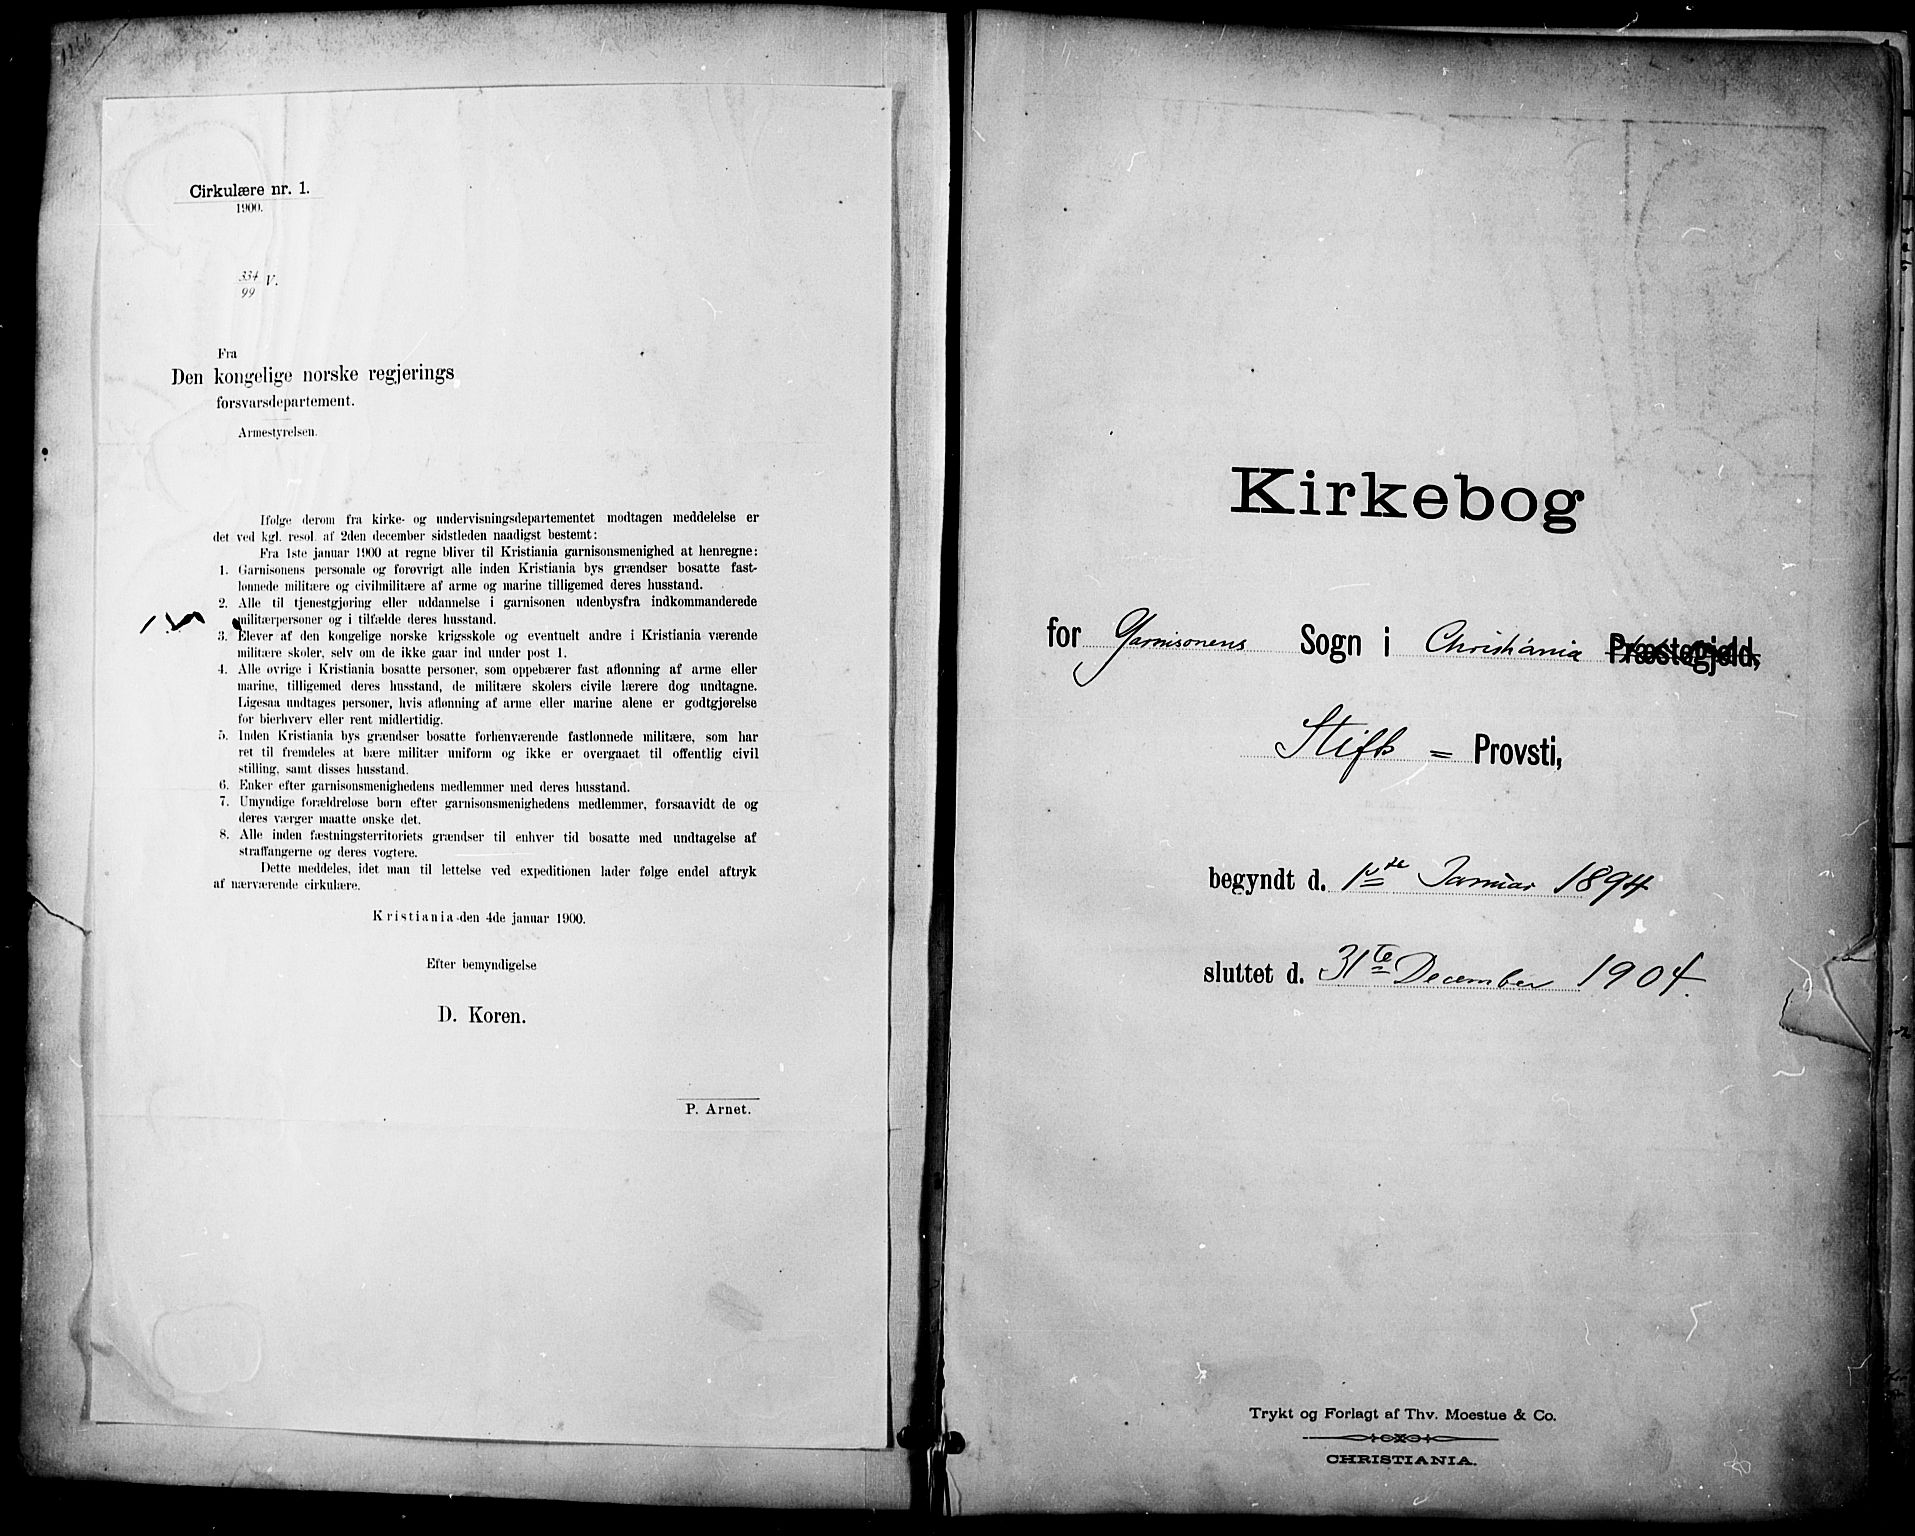 1266
Cirkulære nr. 1.
1900.
334
99 V.
Fra
Den kongelige norske regjerings
forsvarsdepartement.
Armestyrelsen.
Ifølge derom fra kirke- og undervisningsdepartementet modtagen meddelelse er
det ved kgl. resol. af 2den december sidstleden naadigst bestemt:
Fra 1ste januar 1900 at regne bliver til Kristiania garnisonsmenighed at henregne:
1. Garnisonens personale og forøvrigt alle inden Kristiania bys grændser bosatte fast-
lønnede militære og civilmilitære af arme og marine tilligemed deres husstand.
2. Alle til tjenestgjøring eller uddannelse i garnisonen udenbysfra indkommanderede
militærpersoner og i tilfælde deres husstand.
3. Elever af den kongelige norske krigsskole og eventuelt andre i Kristiania værende
militære skoler, selv om de ikke gaar ind under post 1.
4. Alle øvrige i Kristiania bosatte personer, som oppebærer fast aflønning af arme eller
marine, tilligemed deres husstand, de militære skolers civile lærere dog undtagne.
Ligesaa undtages personer, hvis aflønning af arme eller marine alene er godtgjørelse
for bierhverv eller rent midlertidig.
5. Inden Kristiania bys grændser bosatte forhenværende fastlønnede militære, som har
ret til fremdeles at bære militær uniform og ikke er overgaaet til offentlig civil
stilling, samt disses husstand.
6. Enker efter garnisonsmenighedens medlemmer med deres husstand.
7. Umyndige forældreløse børn efter garnisonsmenighedens medlemmer, forsaavidt de og
deres værger maatte ønske det.
8. Alle inden fæstningsterritoriets grændser til enhver tid bosatte med undtagelse af
straffangerne og deres vogtere.
Dette meddeles, idet man til lettelse ved expeditionen lader følge endel aftryk
af nærværende cirkulære.
Kristiania den 4de januar 1900.
Efter bemyndigelse
D. Koren.
P. Arnet.
Kirkebog
for Garnisonens Sogn i Christiania Præstegjeld,
Stifts = Provsti,
begyndt d. 1ste Januar 1894
sluttet d. 31te December 1904.
Trykt og Forlagt af Thv. Moestue & Co.
CHRISTIANIA.